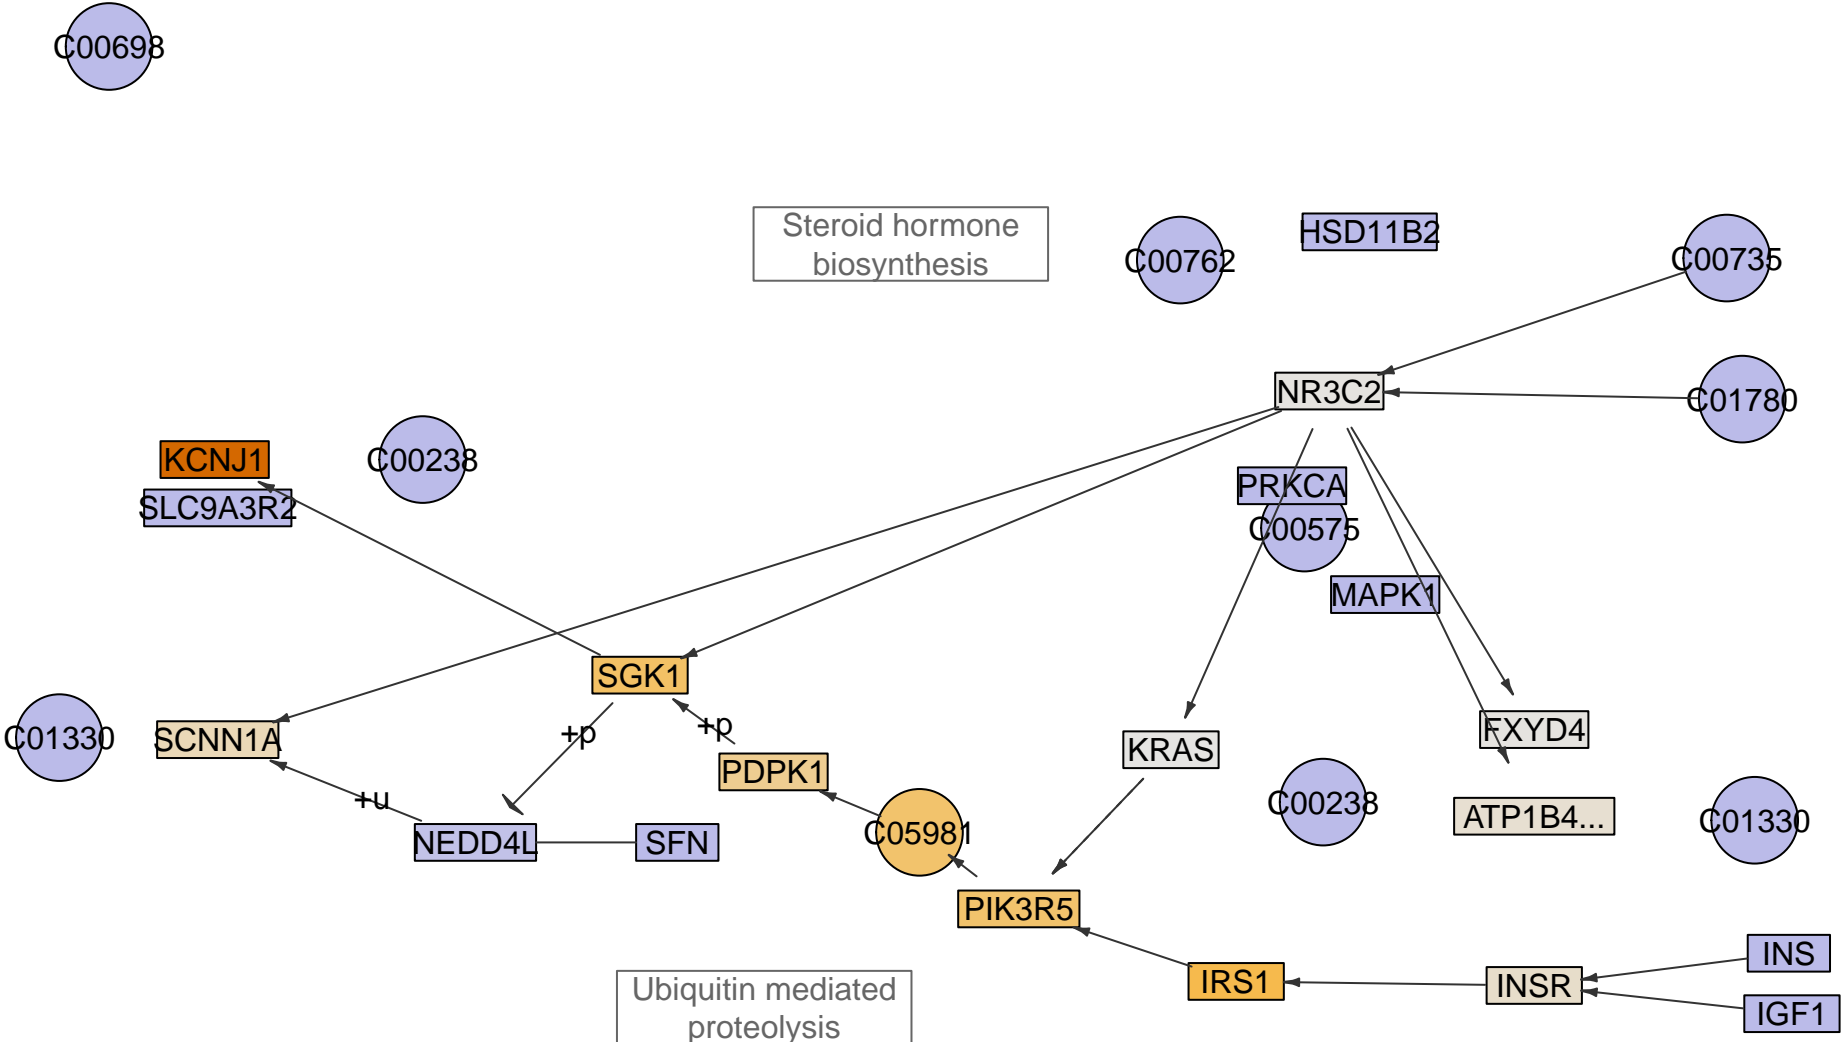 C00698
Steroid hormone
biosynthesis
C00762
HSD11B2
C00735
NR3C2
C01780
KCNJ1
C00238
SLC9A3R2
PRKCA
C00575
MAPK1
SGK1
+p
+p
C01330
SCNN1A
FXYD4
KRAS
PDPK1
+u
C00238
ATP1B4...
C01330
NEDD4L
SFN
C05981
PIK3R5
INS
Ubiquitin mediated
proteolysis
IRS1
INSR
IGF1